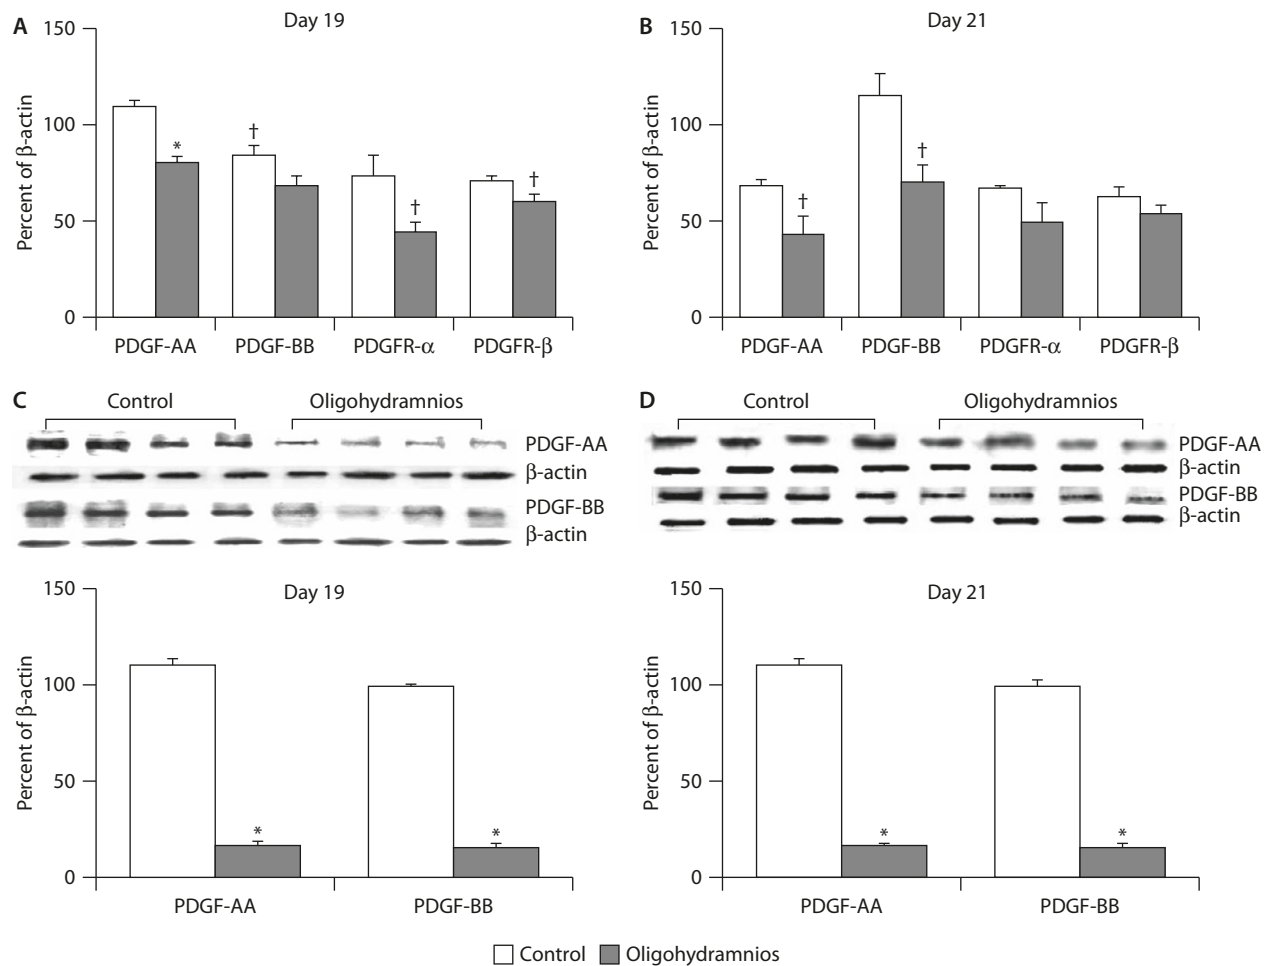 A
Day 19
150
100
50
0
Percent of β-actin
PDGF-AA PDGF-BB PDGFR-α PDGFR-β
*
†
†
†
B
Day 21
150
100
50
0
Percent of β-actin
PDGF-AA PDGF-BB PDGFR-α PDGFR-β
†
†
C
Control Oligohydramnios
PDGF-AA
β-actin
PDGF-BB
β-actin
Day 19
150
100
50
0
Percent of β-actin
* *
PDGF-AA PDGF-BB
D
Control Oligohydramnios
PDGF-AA
β-actin
PDGF-BB
β-actin
Day 21
150
100
50
0
Percent of β-actin
* *
PDGF-AA PDGF-BB
Control Oligohydramnios